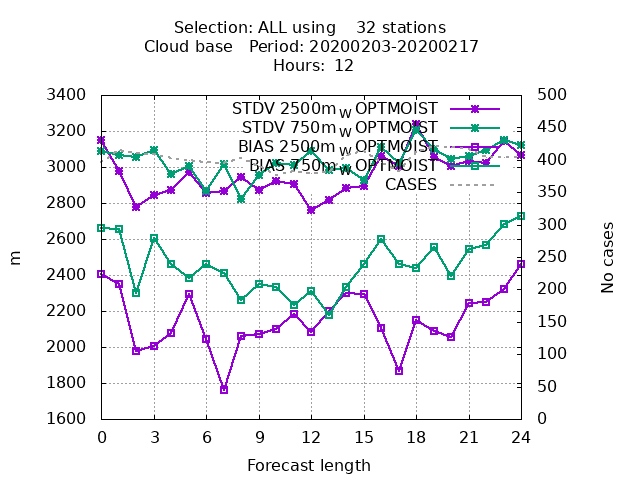 Selection: ALL using    32 stations
Cloud base   Period: 20200203-20200217
Hours:  12
3400
3200
3000
2800
2600
2400
2200
2000
1800
1600
m
500
450
400
350
300
250
200
150
100
50
0
No cases
STDV 2500m_W OPTMOIST
STDV 750m_W OPTMOIST
BIAS 2500m_W OPTMOIST
BIAS 750m_W OPTMOIST
CASES
0 3 6 9 12 15 18 21 24
Forecast length